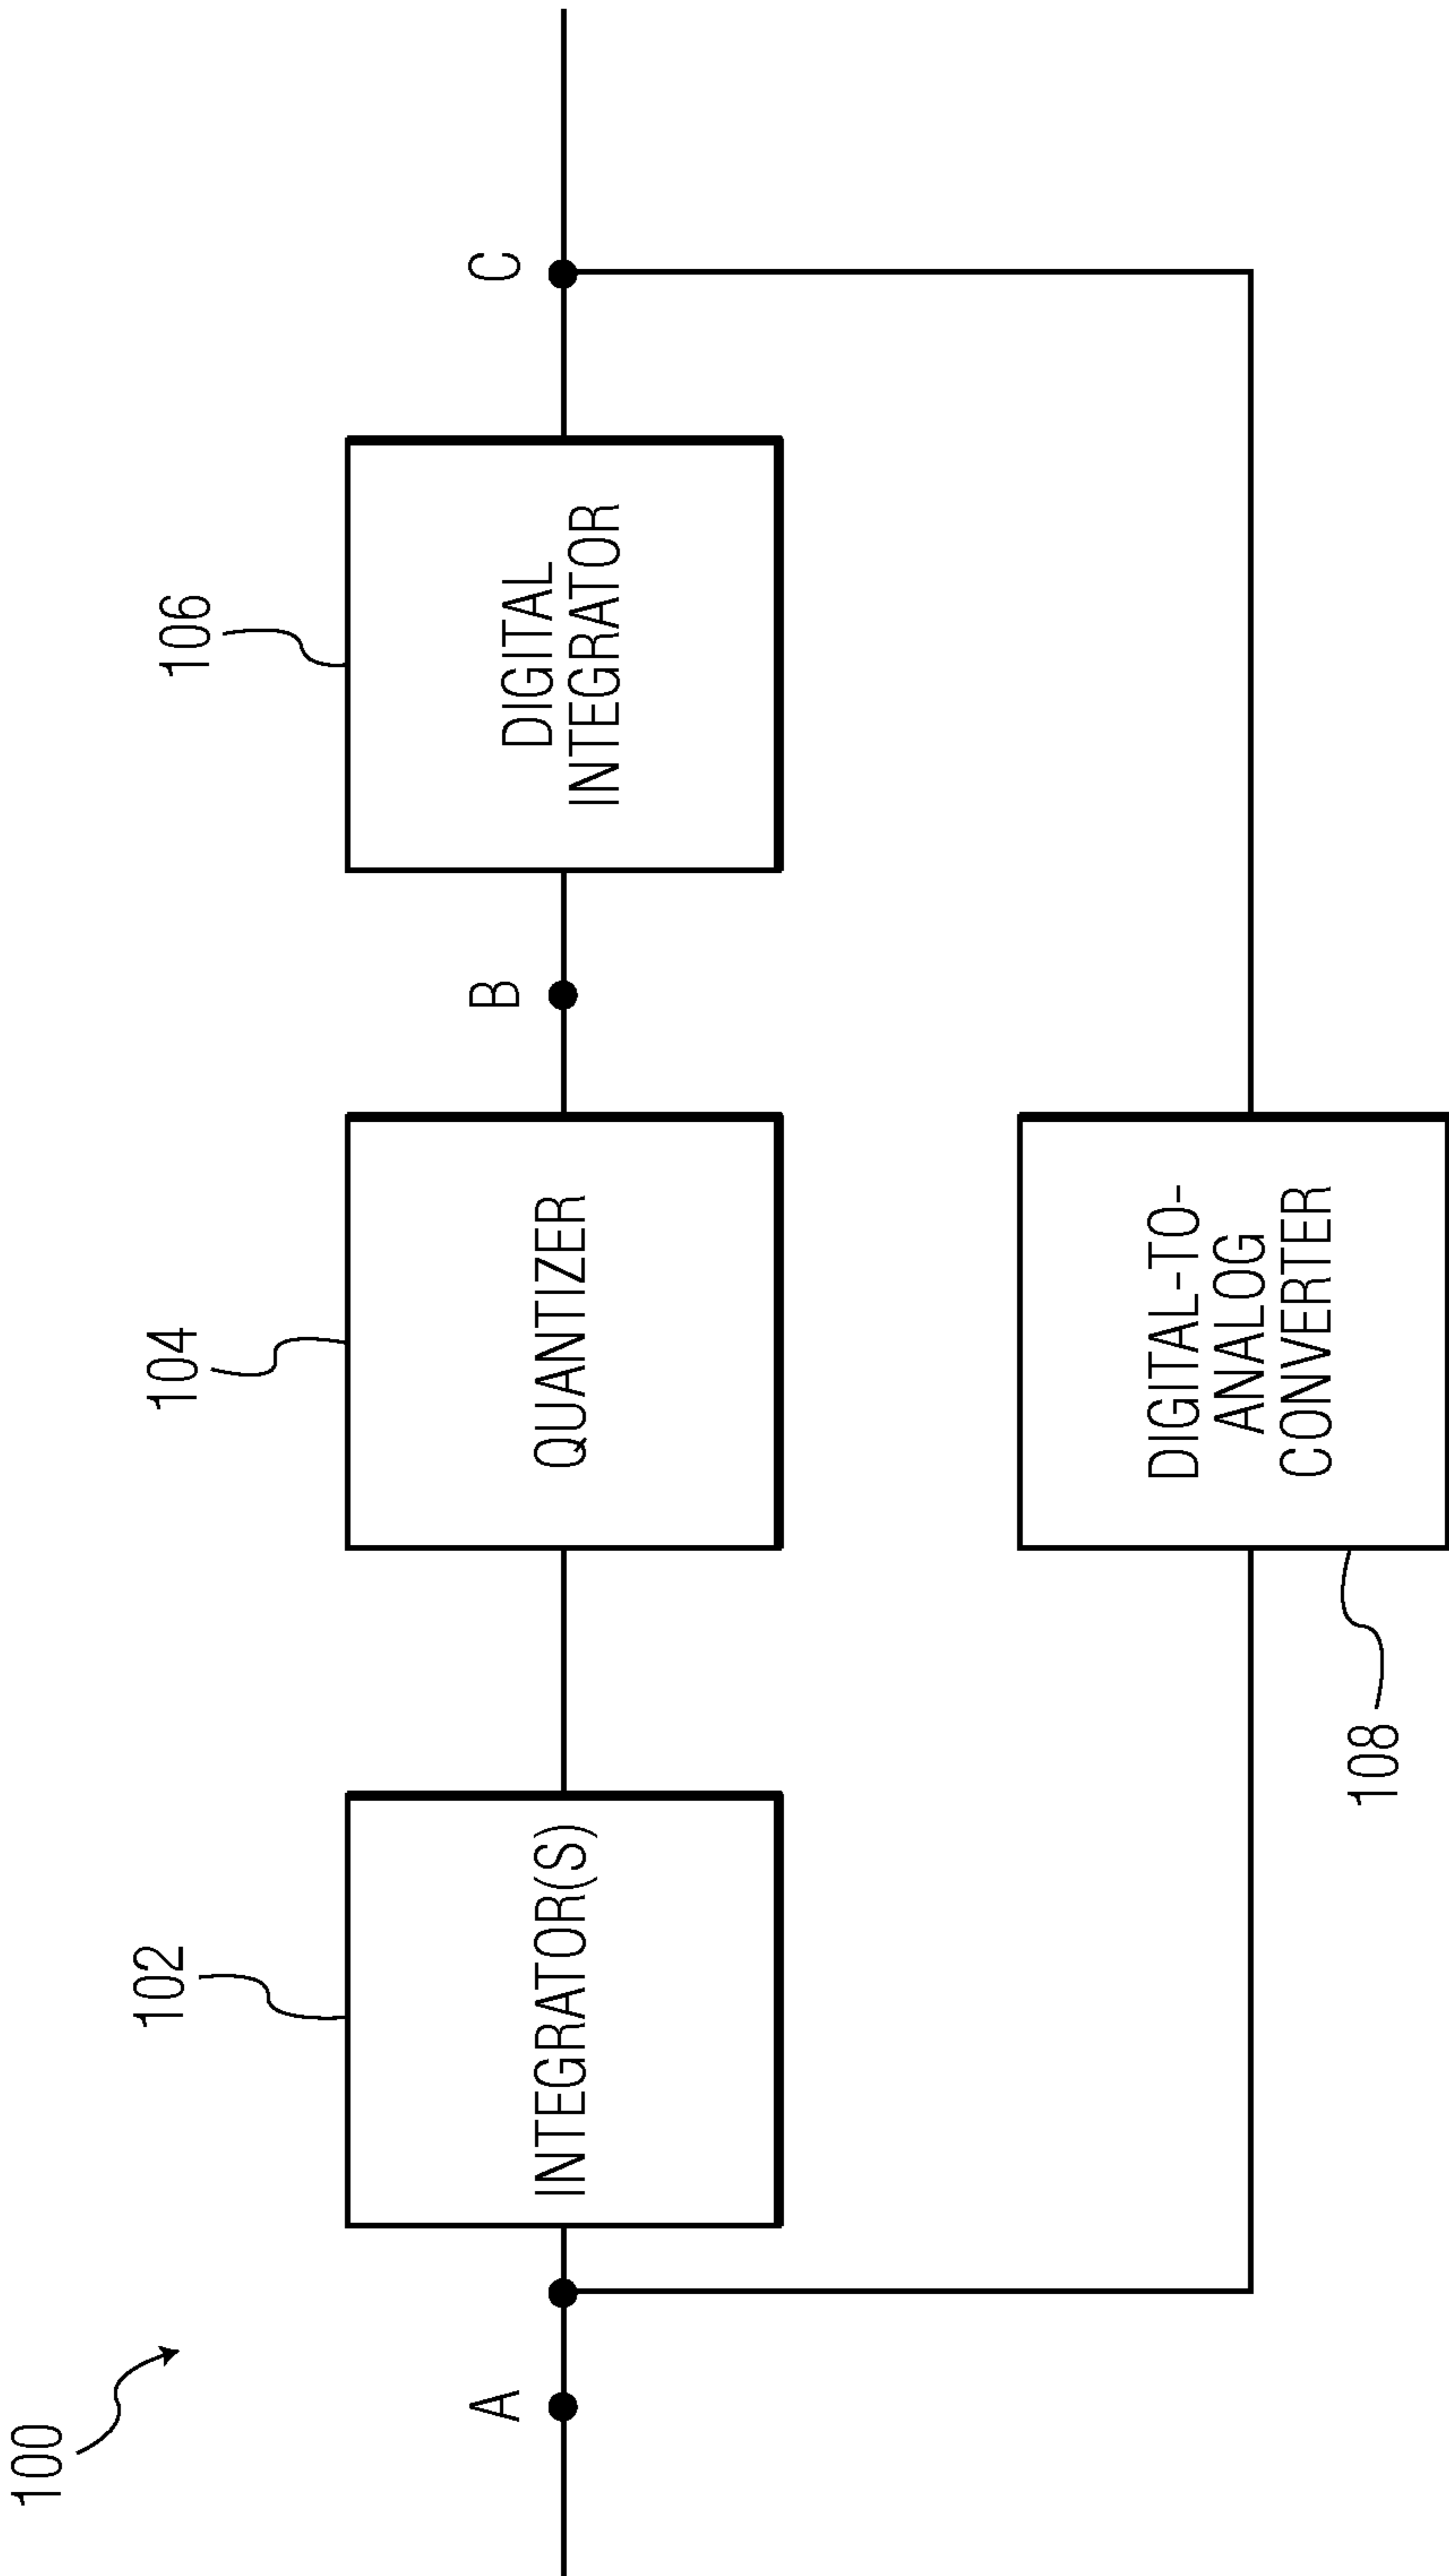 100
102
104
106
A
B
C
INTEGRATOR(S)
QUANTIZER
DIGITAL
INTEGRATOR
DIGITAL-TO-
ANALOG
CONVERTER
108